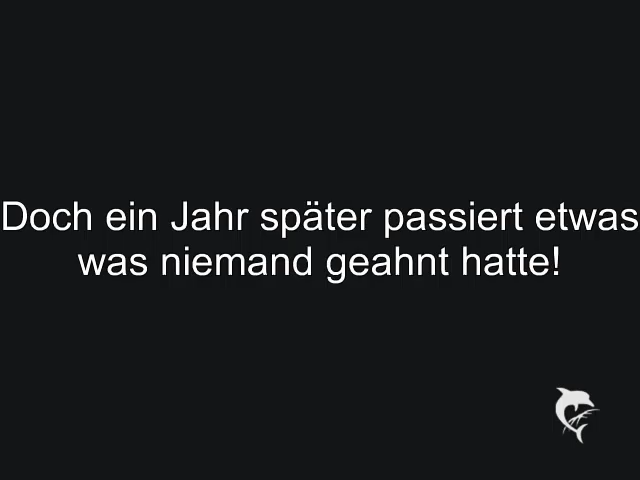 Doch ein Jahr später passiert etwas
was niemand geahnt hatte!